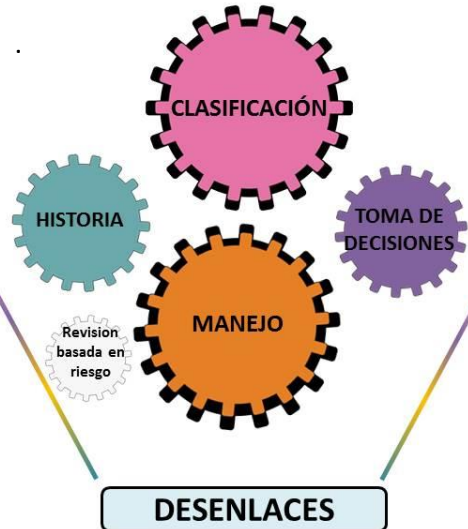 CLASIFICACIÓN
HISTORIA
TOMA DE
DECISIONES
MANEJO
Revision
basada en
riesgo
DESENLACES